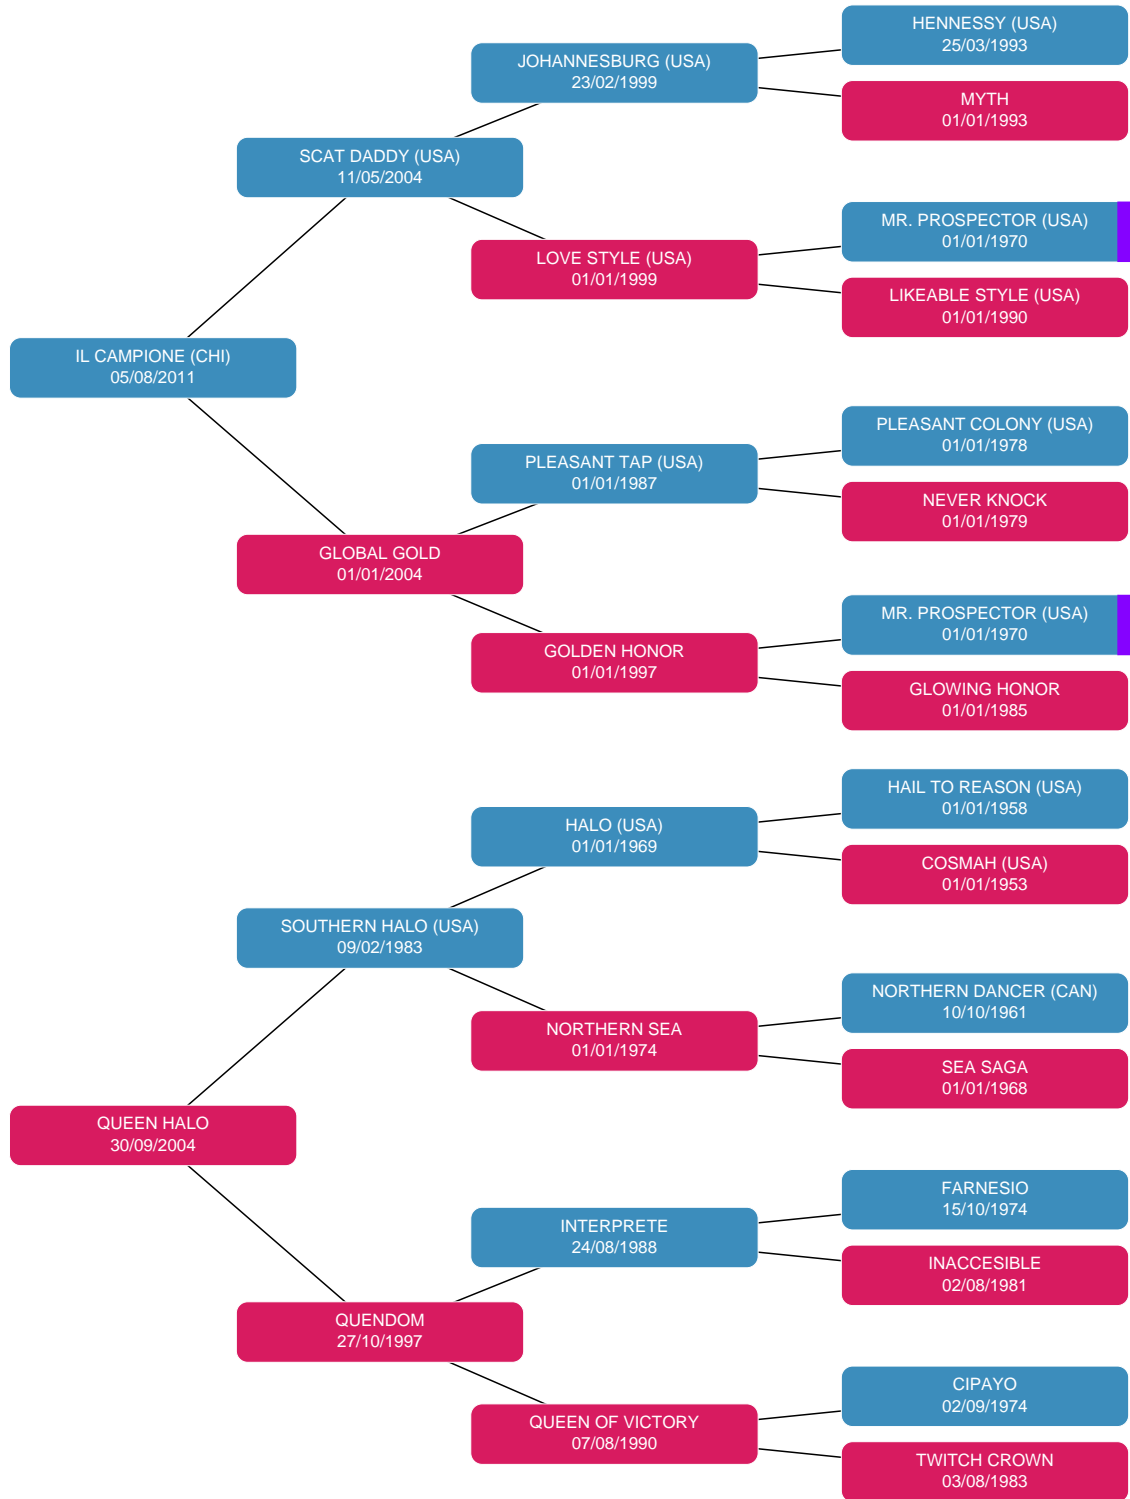 HENNESSY (USA)
25/03/1993
JOHANNESBURG (USA)
23/02/1999
MYTH
01/01/1993
SCAT DADDY (USA)
11/05/2004
MR. PROSPECTOR (USA)
01/01/1970
LOVE STYLE (USA)
01/01/1999
LIKEABLE STYLE (USA)
01/01/1990
IL CAMPIONE (CHI)
05/08/2011
PLEASANT COLONY (USA)
01/01/1978
PLEASANT TAP (USA)
01/01/1987
NEVER KNOCK
01/01/1979
GLOBAL GOLD
01/01/2004
MR. PROSPECTOR (USA)
01/01/1970
GOLDEN HONOR
01/01/1997
GLOWING HONOR
01/01/1985
HAIL TO REASON (USA)
01/01/1958
HALO (USA)
01/01/1969
COSMAH (USA)
01/01/1953
SOUTHERN HALO (USA)
09/02/1983
NORTHERN DANCER (CAN)
10/10/1961
NORTHERN SEA
01/01/1974
SEA SAGA
01/01/1968
QUEEN HALO
30/09/2004
FARNESIO
15/10/1974
INTERPRETE
24/08/1988
INACCESIBLE
02/08/1981
QUENDOM
27/10/1997
CIPAYO
02/09/1974
QUEEN OF VICTORY
07/08/1990
TWITCH CROWN
03/08/1983